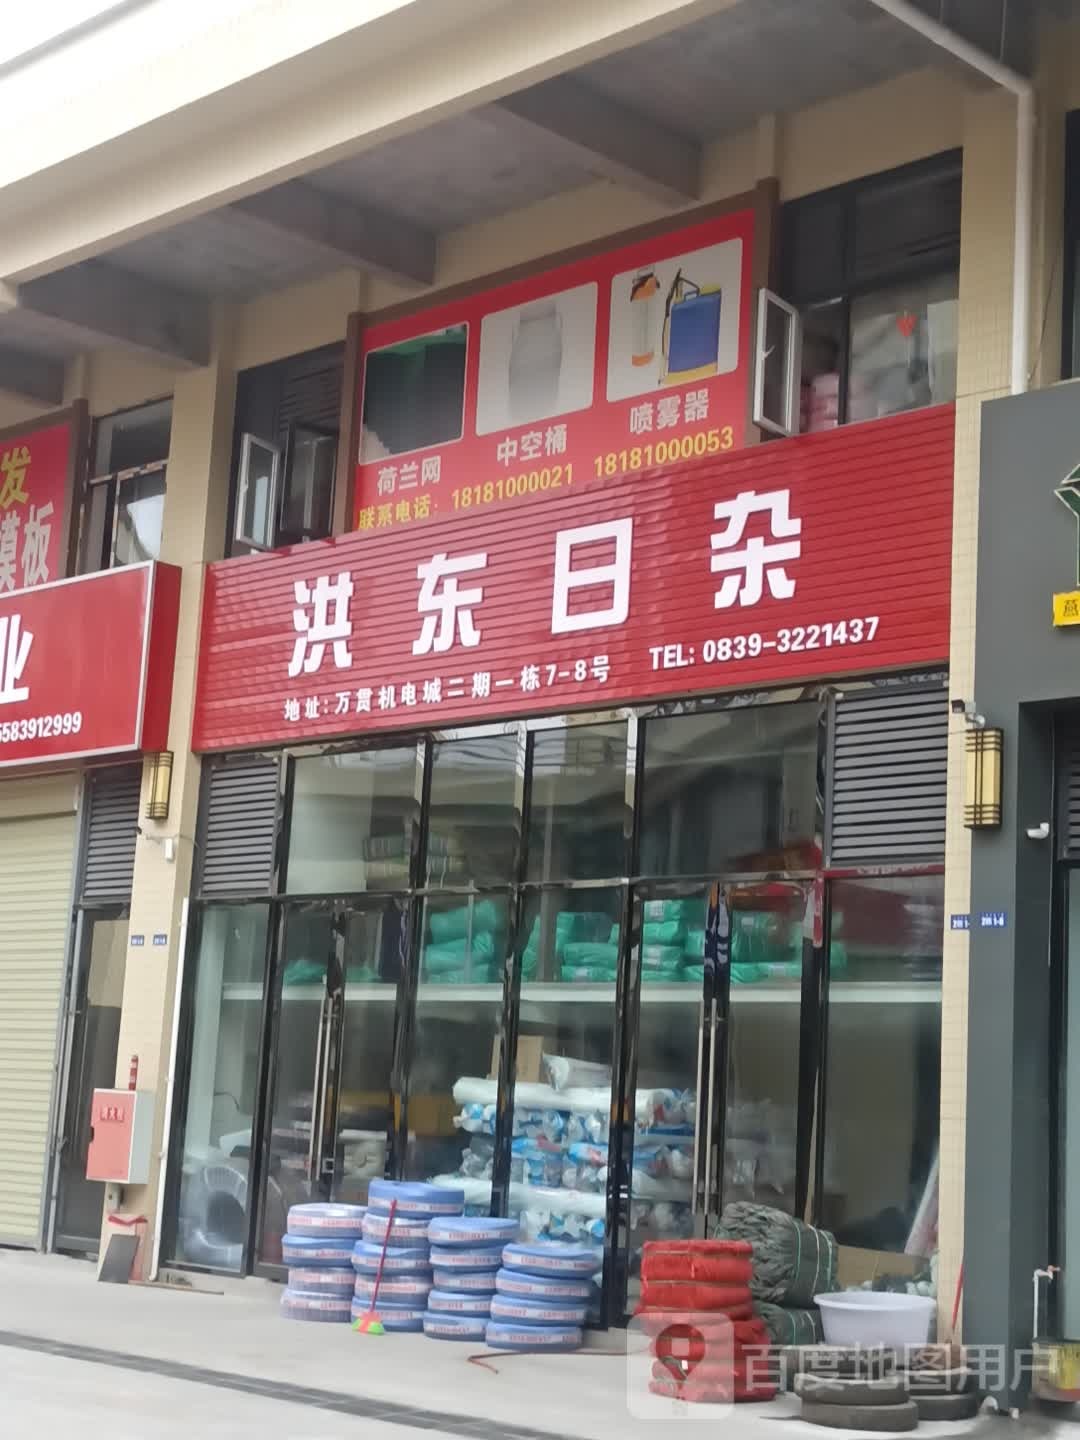 荷兰网
中空桶
喷雾器
联系电话：18181000021 18181000053
洪东日杂
地址：万贯机电城二期一栋7-8号
TEL: 0839-3221437
发
模板
业
583912999
燕
百度地图用户